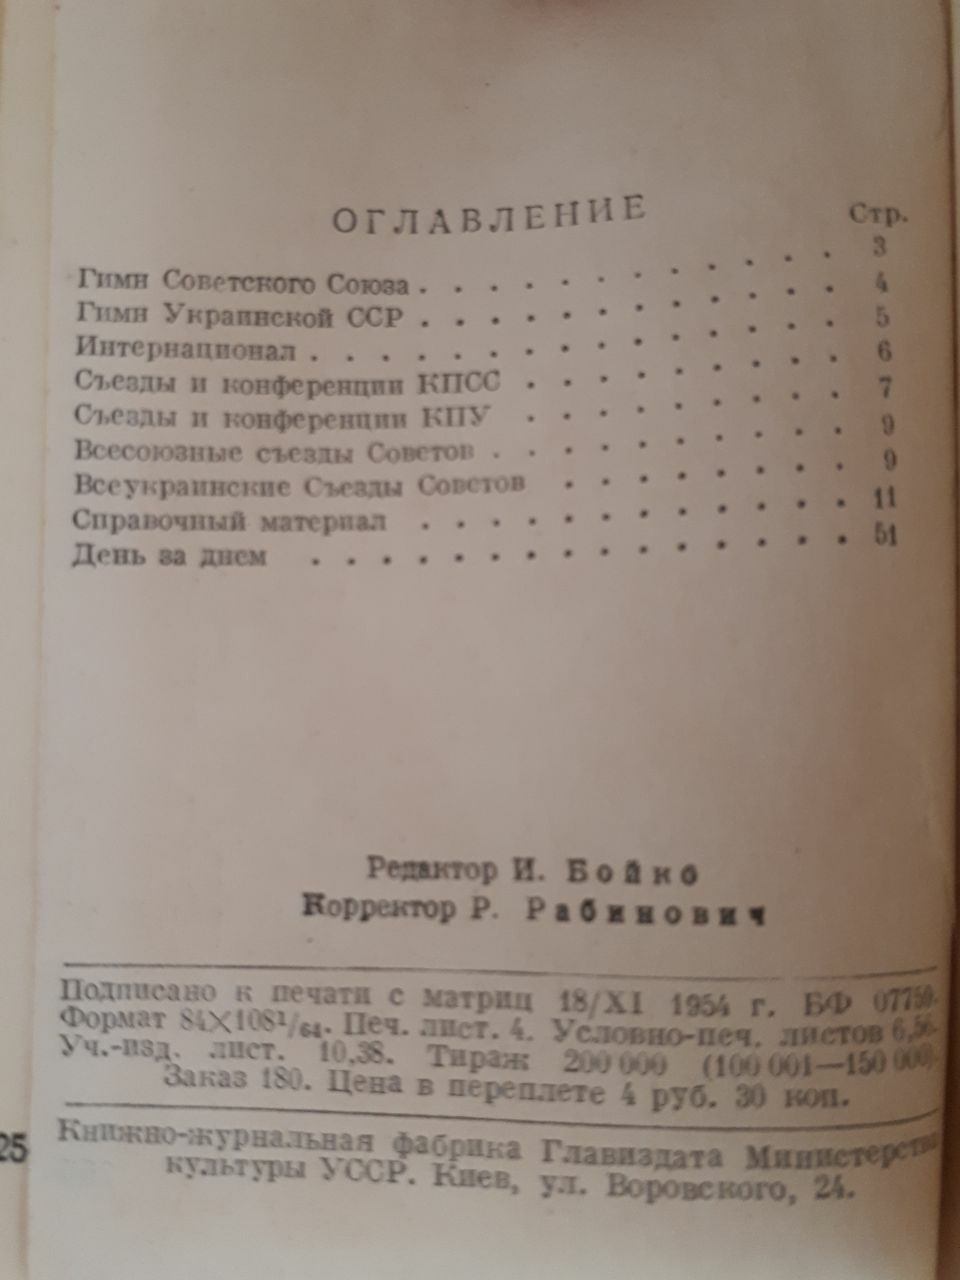 ОГЛАВЛЕНИЕ
Стр.
Гимн Советского Союза . . . . . . . . . . . . 3
Гимн Украинской ССР . . . . . . . . . . . . 4
Интернационал . . . . . . . . . . . . . . . 5
Съезды и конференции КПСС . . . . . . . . . 6
Съезды и конференции КПУ . . . . . . . . . 7
Всесоюзные съезды Советов . . . . . . . . . . 9
Всеукраинские Съезды Советов . . . . . . . . 9
Справочный материал . . . . . . . . . . . . 11
День за днем . . . . . . . . . . . . . . . 51
Редактор И. Бойко
Корректор Р. Рабинович
Подписано к печати с матриц 18/XI 1954 г. БФ 07759.
Формат 84×108¹/₆₄. Печ. лист. 4. Условно-печ. листов 6,56.
Уч.-изд. лист. 10,38. Тираж 200 000 (100 001—150 000).
Заказ 180. Цена в переплете 4 руб. 30 коп.
Книжно-журнальная фабрика Главиздата Министерства
культуры УССР. Киев, ул. Воровского, 24.
25